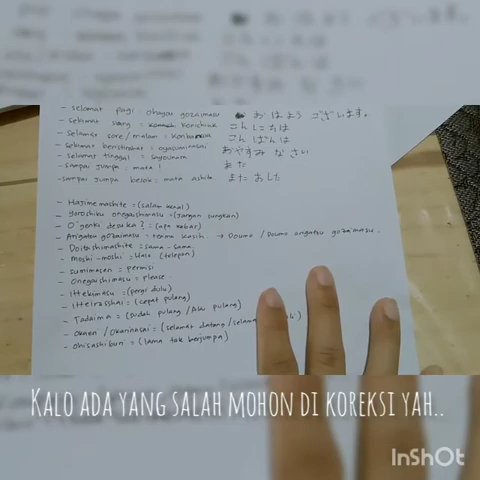 - selamat pagi : ohayou gozaimasu おはよう ございます。
- selamat siang : konnichiwa こんにちは
- selamat sore/malam : konbanwa こんばんは
- selamat beristirahat : oyasuminasai おやすみ なさい
- selamat tinggal : sayounara
- sampai jumpa : mata! また
- sampai jumpa besok : mata ashita また あした
- Hajimemashite = (salam kenal)
- yoroshiku onegaishimasu = (jangan sungkan)
- O'genki desuka? = (apa kabar)
- Arigatou gozaimasu = terima kasih → Doumo / Doumo arigatou gozaimasu
- Doitashimashite = sama-sama
- Moshi-moshi = Halo (telepon)
- sumimasen = permisi
- Onegaishimasu = please
- Ittekimasu = (pergi dulu)
- Itterasshai = (cepat pulang)
- Tadaima = (sudah pulang / Aku pulang)
- Okaeri / Okarinasai = (selamat datang /
- Ohisashiburi = (lama tak berjumpa)
Kalo ada yang salah mohon di koreksi yah..
InShOt